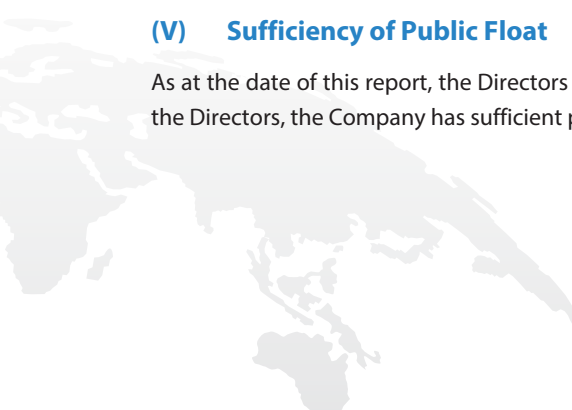 (V) Sufficiency of Public Float
As at the date of this report, the Directors
the Directors, the Company has sufficient